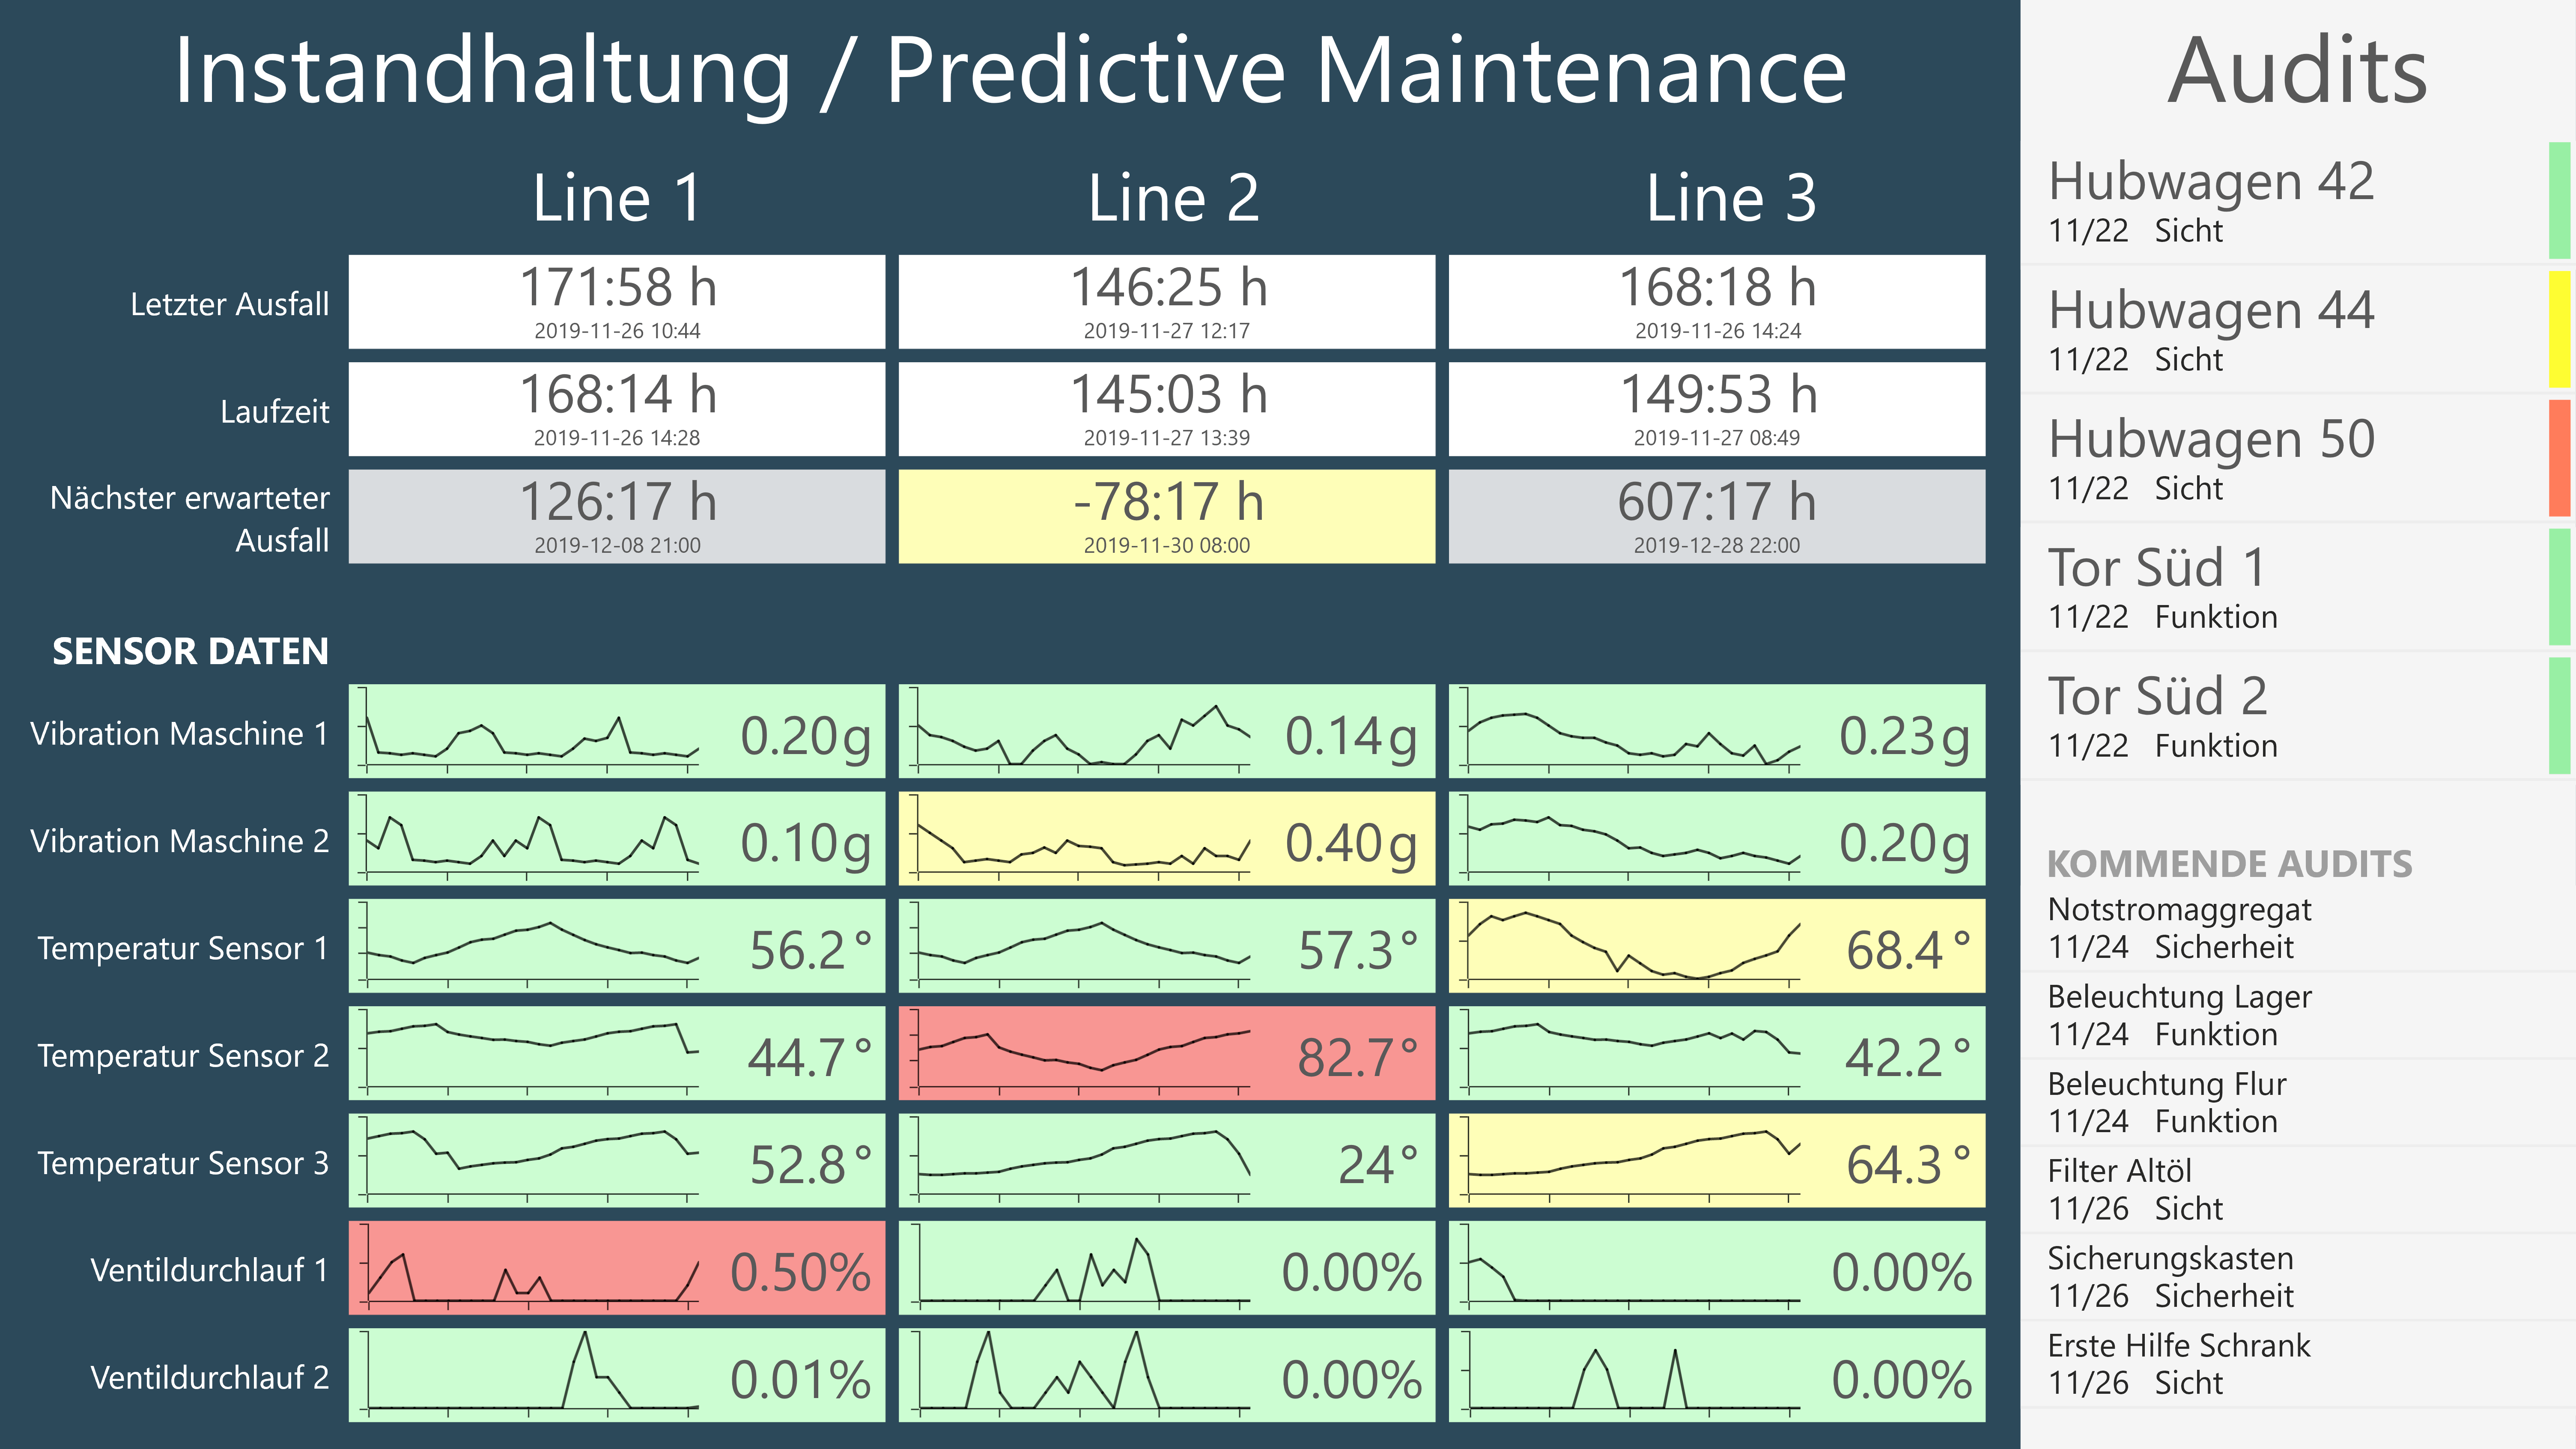 Instandhaltung / Predictive Maintenance
Line 1 Line 2 Line 3
Letzter Ausfall 171:58 h 146:25 h 168:18 h
2019-11-26 10:44 2019-11-27 12:17 2019-11-26 14:24
Laufzeit 168:14 h 145:03 h 149:53 h
2019-11-26 14:28 2019-11-27 13:39 2019-11-27 08:49
Nächster erwarteter
Ausfall
126:17 h -78:17 h 607:17 h
2019-12-08 21:00 2019-11-30 08:00 2019-12-28 22:00
SENSOR DATEN
Vibration Maschine 1 0.20g 0.14g 0.23g
Vibration Maschine 2 0.10g 0.40g 0.20g
Temperatur Sensor 1 56.2° 57.3° 68.4°
Temperatur Sensor 2 44.7° 82.7° 42.2°
Temperatur Sensor 3 52.8° 24° 64.3°
Ventildurchlauf 1 0.50% 0.00% 0.00%
Ventildurchlauf 2 0.01% 0.00% 0.00%
Audits
Hubwagen 42
11/22 Sicht
Hubwagen 44
11/22 Sicht
Hubwagen 50
11/22 Sicht
Tor Süd 1
11/22 Funktion
Tor Süd 2
11/22 Funktion
KOMMENDE AUDITS
Notstromaggregat
11/24 Sicherheit
Beleuchtung Lager
11/24 Funktion
Beleuchtung Flur
11/24 Funktion
Filter Altöl
11/26 Sicht
Sicherungskasten
11/26 Sicherheit
Erste Hilfe Schrank
11/26 Sicht